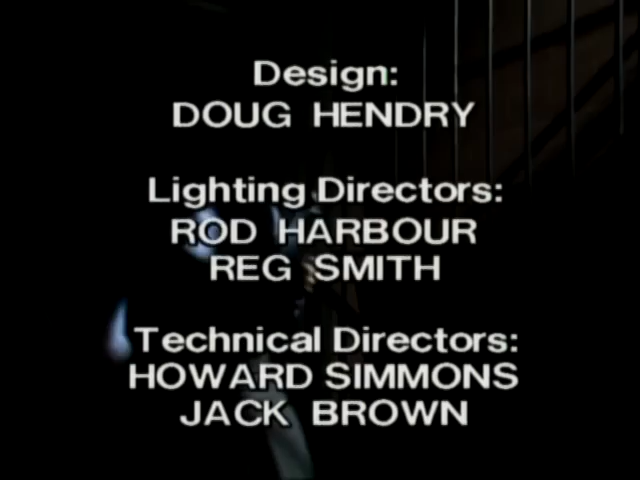 Design:
DOUG HENDRY
Lighting Directors:
ROD HARBOUR
REG SMITH
Technical Directors:
HOWARD SIMMONS
JACK BROWN